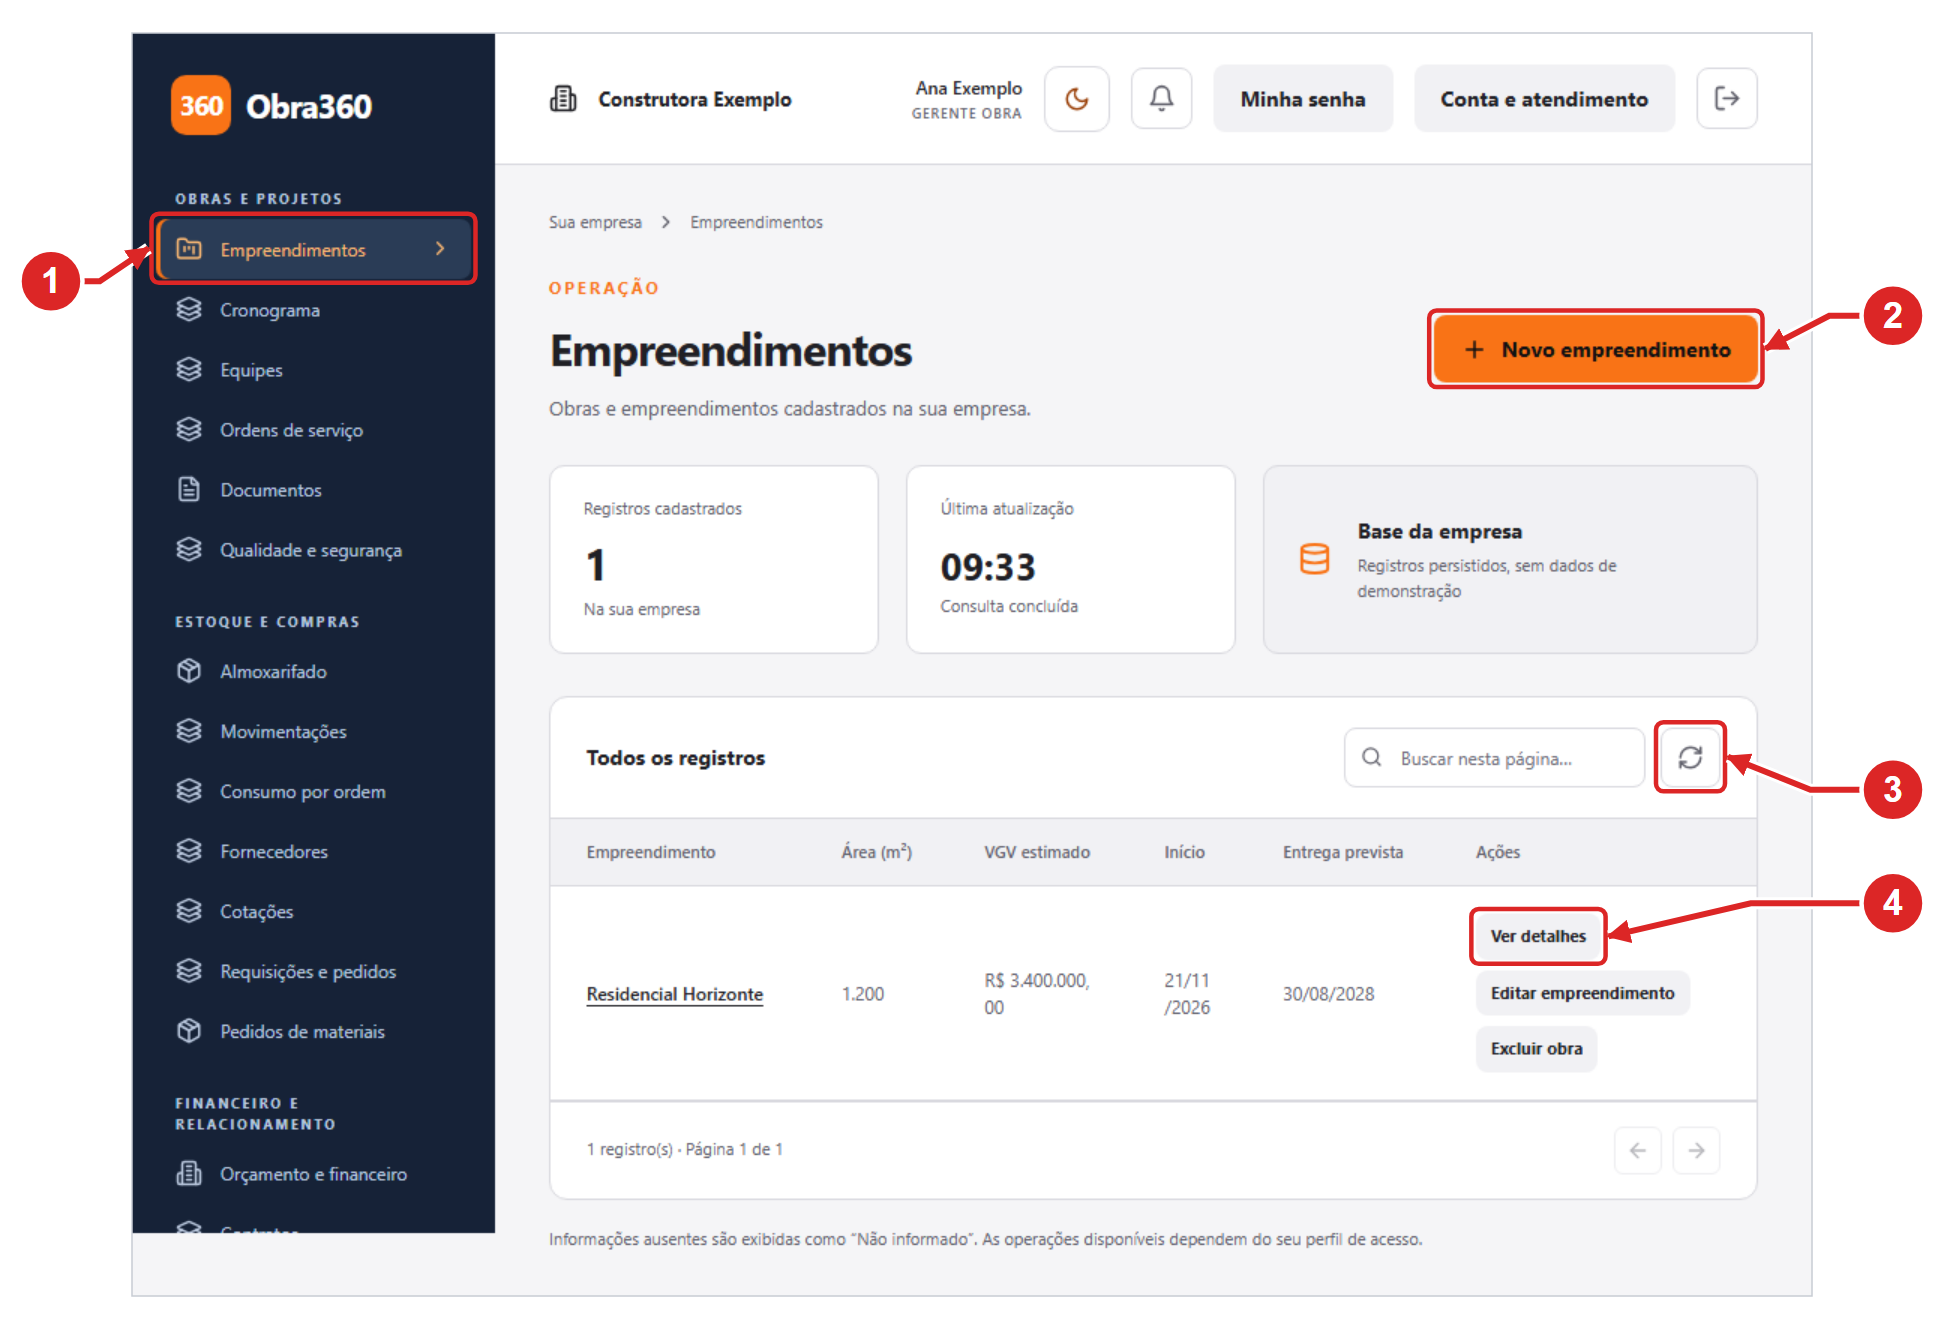 360 Obra360
Construtora Exemplo
Ana Exemplo
GERENTE OBRA
Minha senha
Conta e atendimento
OBRAS E PROJETOS
Empreendimentos
Cronograma
Equipes
Ordens de serviço
Documentos
Qualidade e segurança
ESTOQUE E COMPRAS
Almoxarifado
Movimentações
Consumo por ordem
Fornecedores
Cotações
Requisições e pedidos
Pedidos de materiais
FINANCEIRO E
RELACIONAMENTO
Orçamento e financeiro
1
Sua empresa > Empreendimentos
OPERAÇÃO
Empreendimentos
Obras e empreendimentos cadastrados na sua empresa.
+ Novo empreendimento
2
Registros cadastrados
1
Na sua empresa
Última atualização
09:33
Consulta concluída
Base da empresa
Registros persistidos, sem dados de
demonstração
Todos os registros
Buscar nesta página...
3
Empreendimento Área (m²) VGV estimado Início Entrega prevista Ações
Residencial Horizonte
1.200
R$ 3.400.000,
00
21/11
/2026
30/08/2028
Ver detalhes
4
Editar empreendimento
Excluir obra
1 registro(s) · Página 1 de 1
Informações ausentes são exibidas como “Não informado”. As operações disponíveis dependem do seu perfil de acesso.